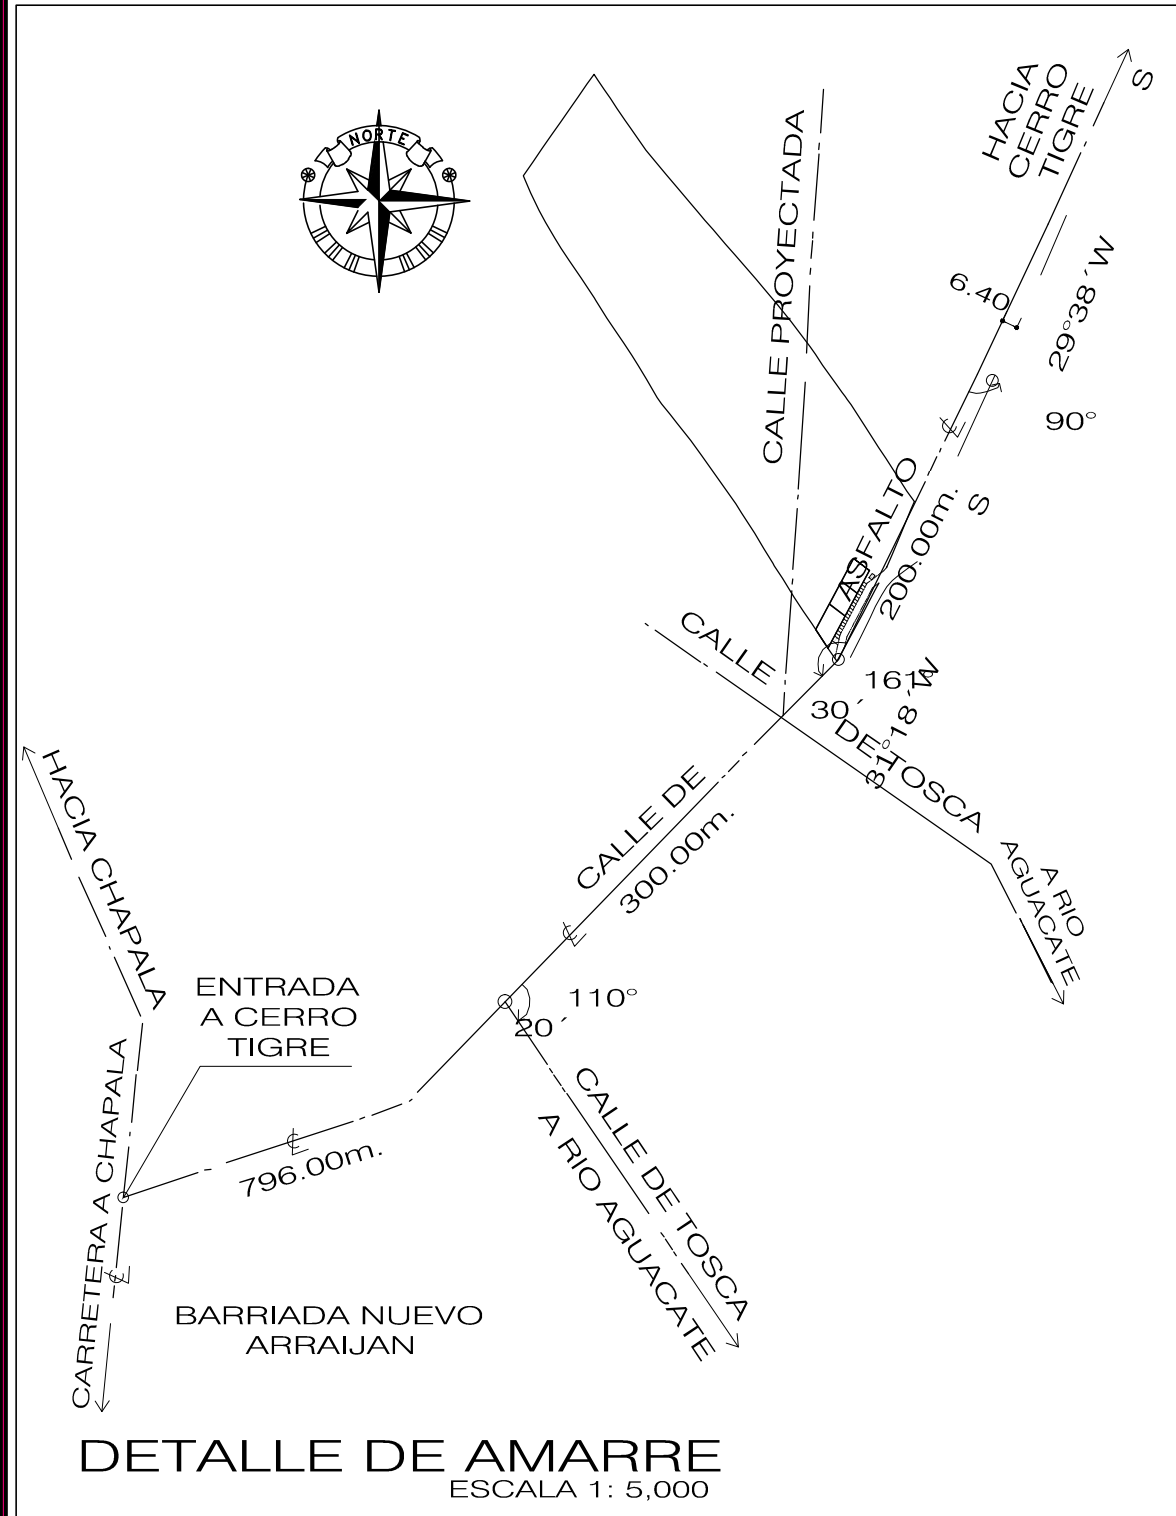 NORTE
HACIA
CERRO
TIGRE
S
CALLE PROYECTADA
6.40
29°38´W
90°
ASFALTO
200.00m.
S
CALLE
161°
30´
31°18´W
DE TOSCA
HACIA CHAPALA
CALLE DE
300.00m.
A RIO
AGUACATE
ENTRADA
A CERRO
TIGRE
110°
20´
CALLE DE TOSCA
A RIO AGUACATE
796.00m.
CARRETERA A CHAPALA
BARRIADA NUEVO
ARRAIJAN
DETALLE DE AMARRE
ESCALA 1: 5,000